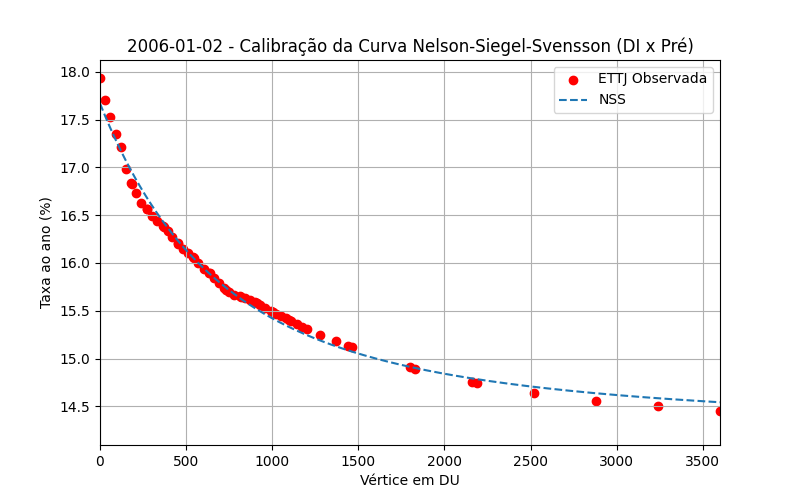 2006-01-02 - Calibração da Curva Nelson-Siegel-Svensson (DI x Pré)
ETTJ Observada
NSS
Taxa ao ano (%)
18.0
17.5
17.0
16.5
16.0
15.5
15.0
14.5
0 500 1000 1500 2000 2500 3000 3500
Vértice em DU